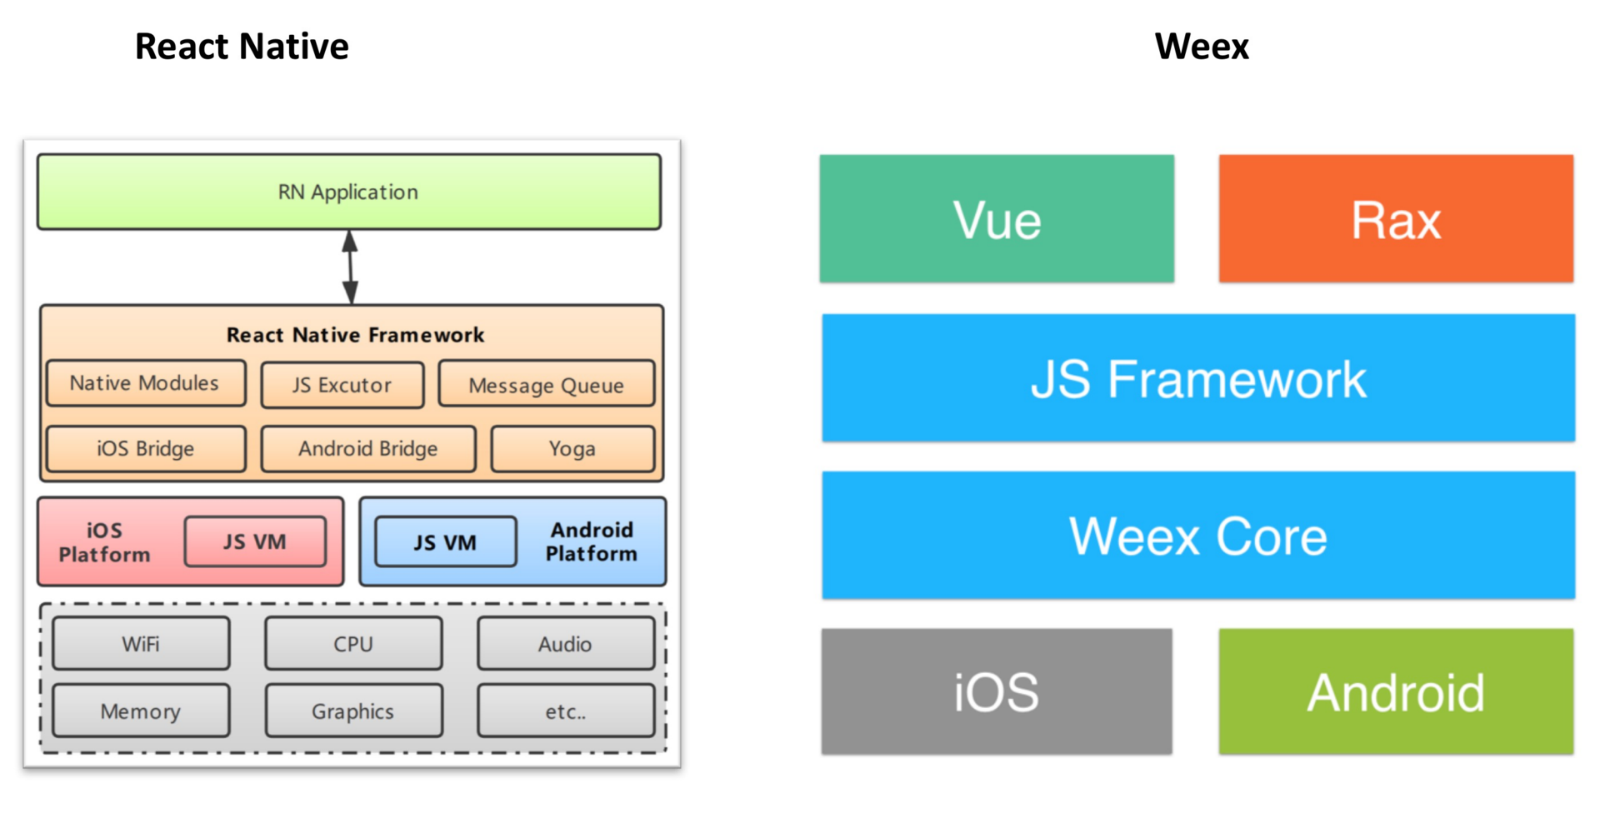 React Native
Weex
RN Application
React Native Framework
Native Modules
JS Excutor
Message Queue
iOS Bridge
Android Bridge
Yoga
iOS
Platform
JS VM
JS VM
Android
Platform
WiFi
CPU
Audio
Memory
Graphics
etc..
Vue
Rax
JS Framework
Weex Core
iOS
Android